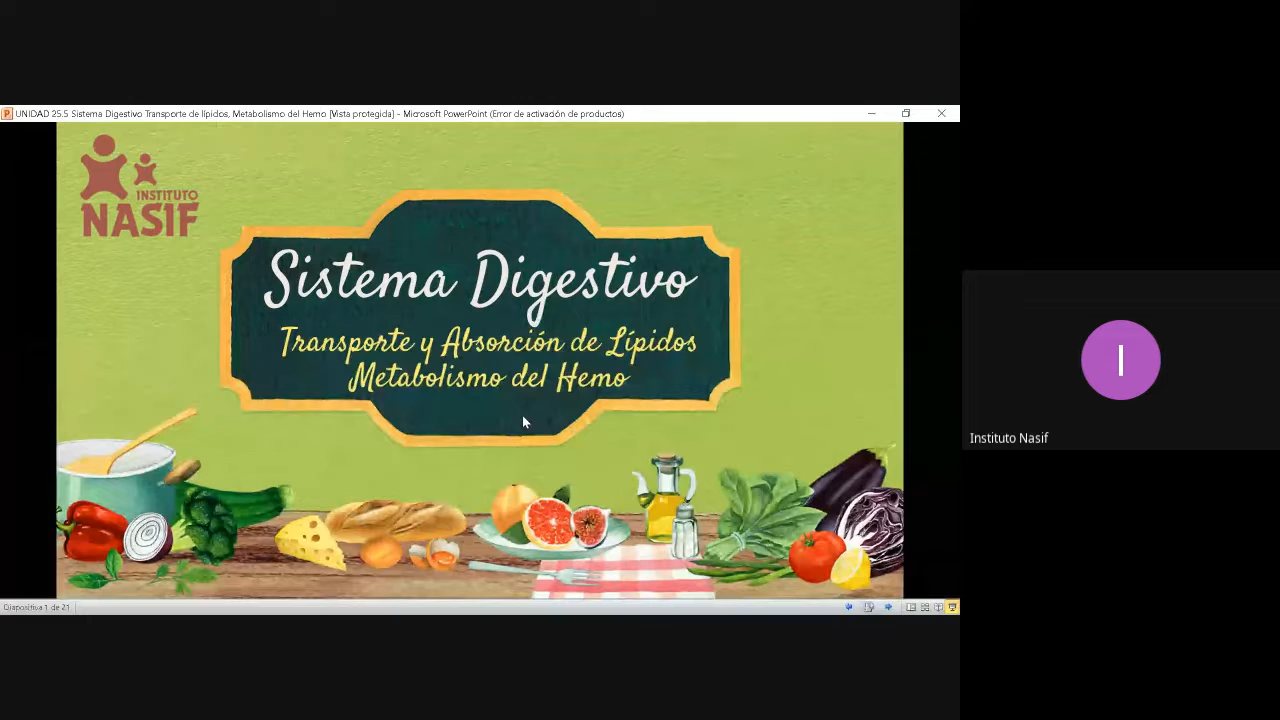 UNIDAD 25.5 Sistema Digestivo Transporte de lípidos, Metabolismo del Hemo [Vista protegida] - Microsoft PowerPoint (Error de activación de productos)
INSTITUTO
NASIF
Sistema Digestivo
Transporte y Absorción de Lípidos
Metabolismo del Hemo
I
Instituto Nasif
Diapositiva 1 de 21